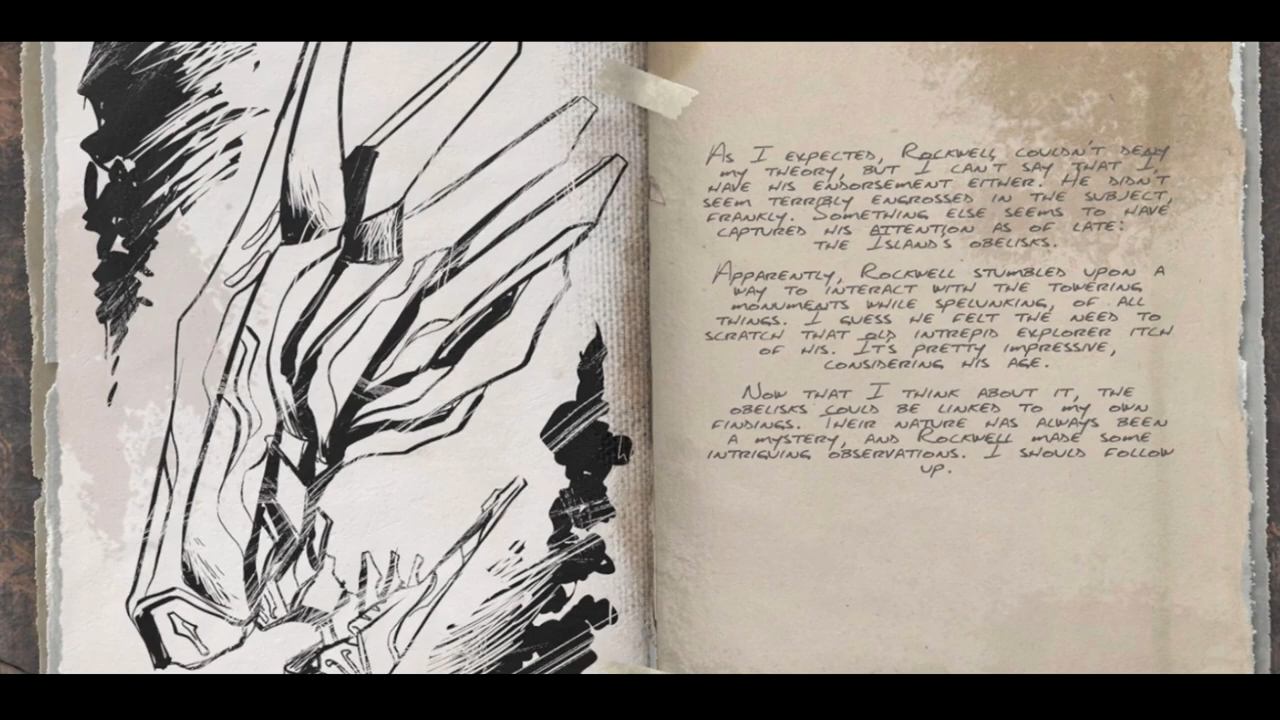 As I expected, Rockwell couldn't deny
my theory, but I can't say that I
have his endorsement either. He didn't
seem terribly engrossed in the subject,
frankly. Something else seems to have
captured his attention as of late:
the Island's obelisks.
Apparently, Rockwell stumbled upon a
way to interact with the towering
monuments while spelunking, of all
things. I guess he felt the need to
scratch that old intrepid explorer itch
of his. It's pretty impressive,
considering his age.
Now that I think about it, the
obelisks could be linked to my own
findings. Their nature has always been
a mystery, and Rockwell made some
intriguing observations. I should follow
up.